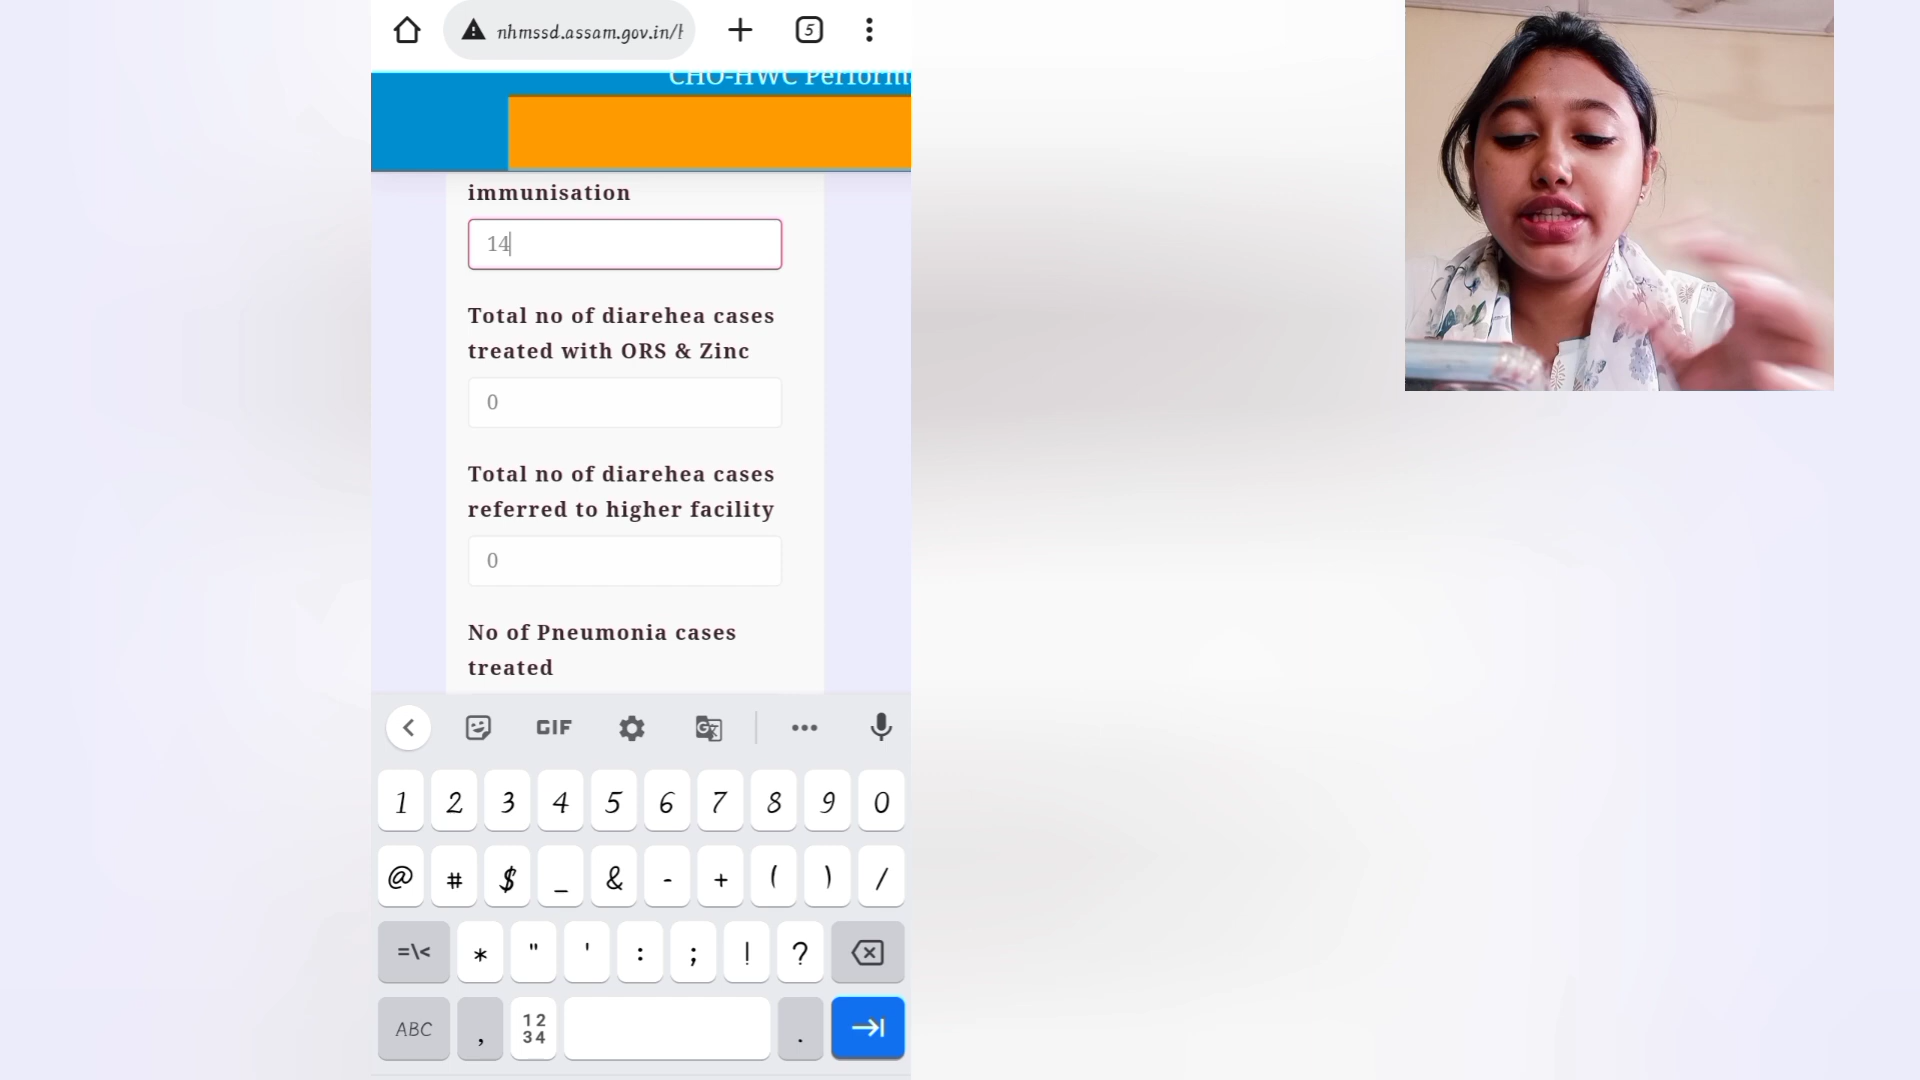 nhmssd.assam.gov.in/
5
CHO-HWC
immunisation
14
Total no of diarehea cases
treated with ORS & Zinc
0
Total no of diarehea cases
referred to higher facility
0
No of Pneumonia cases
treated
GIF
1 2 3 4 5 6 7 8 9 0
@ # $ _ & - + ( ) /
=\< * " ' : ; ! ?
ABC , 12 34 .